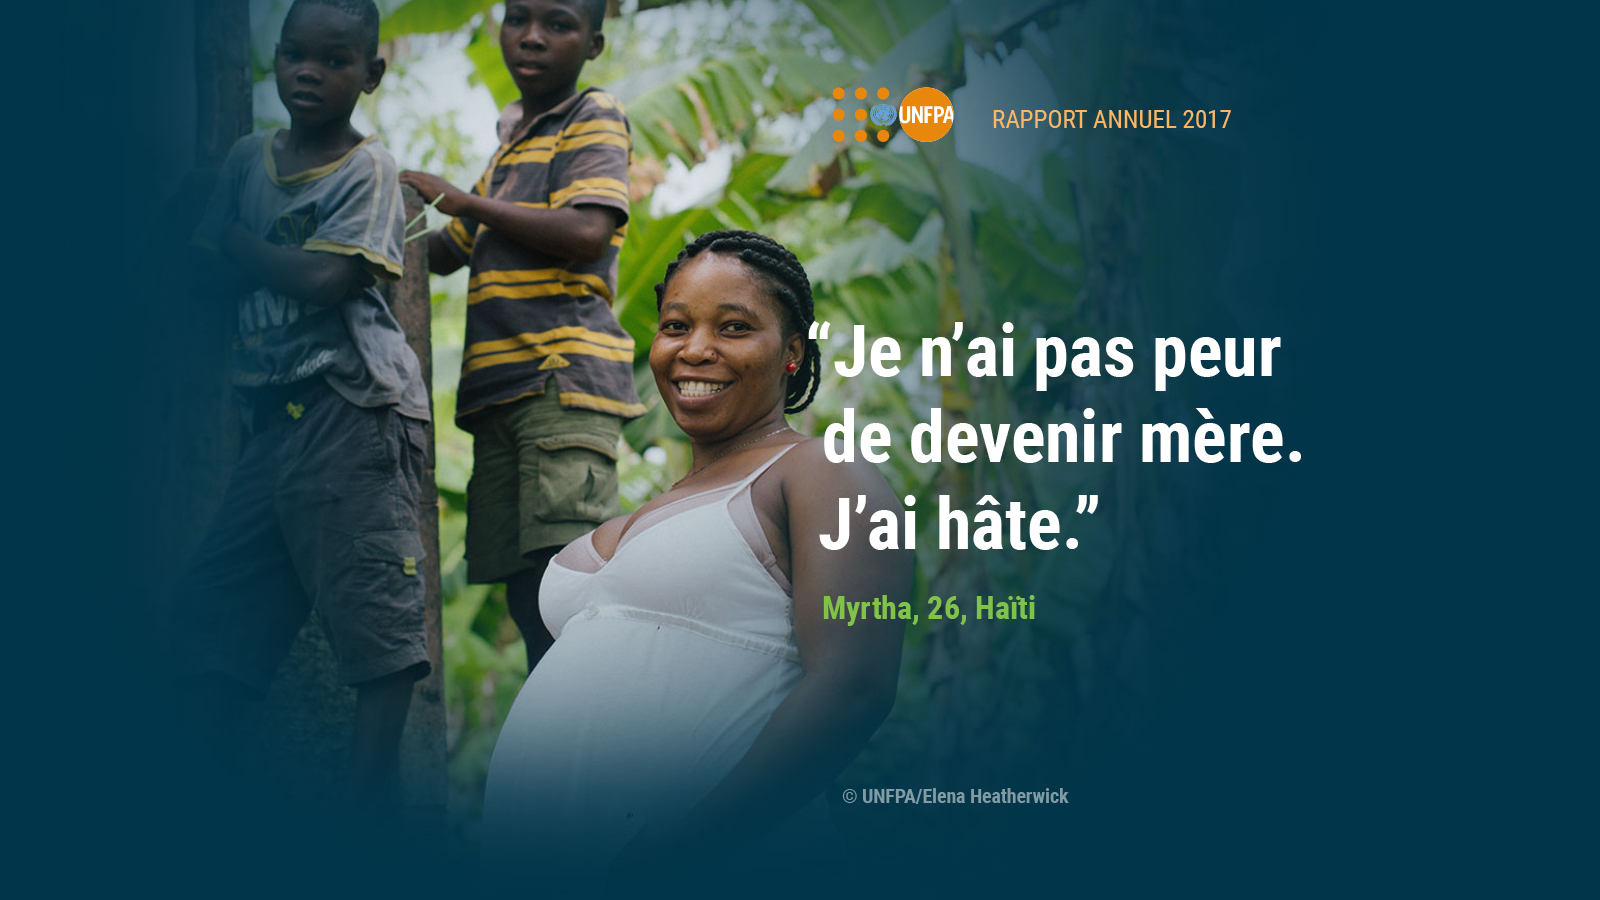 UNFPA
RAPPORT ANNUEL 2017
“Je n’ai pas peur
de devenir mère.
J’ai hâte.”
Myrtha, 26, Haïti
© UNFPA/Elena Heatherwick